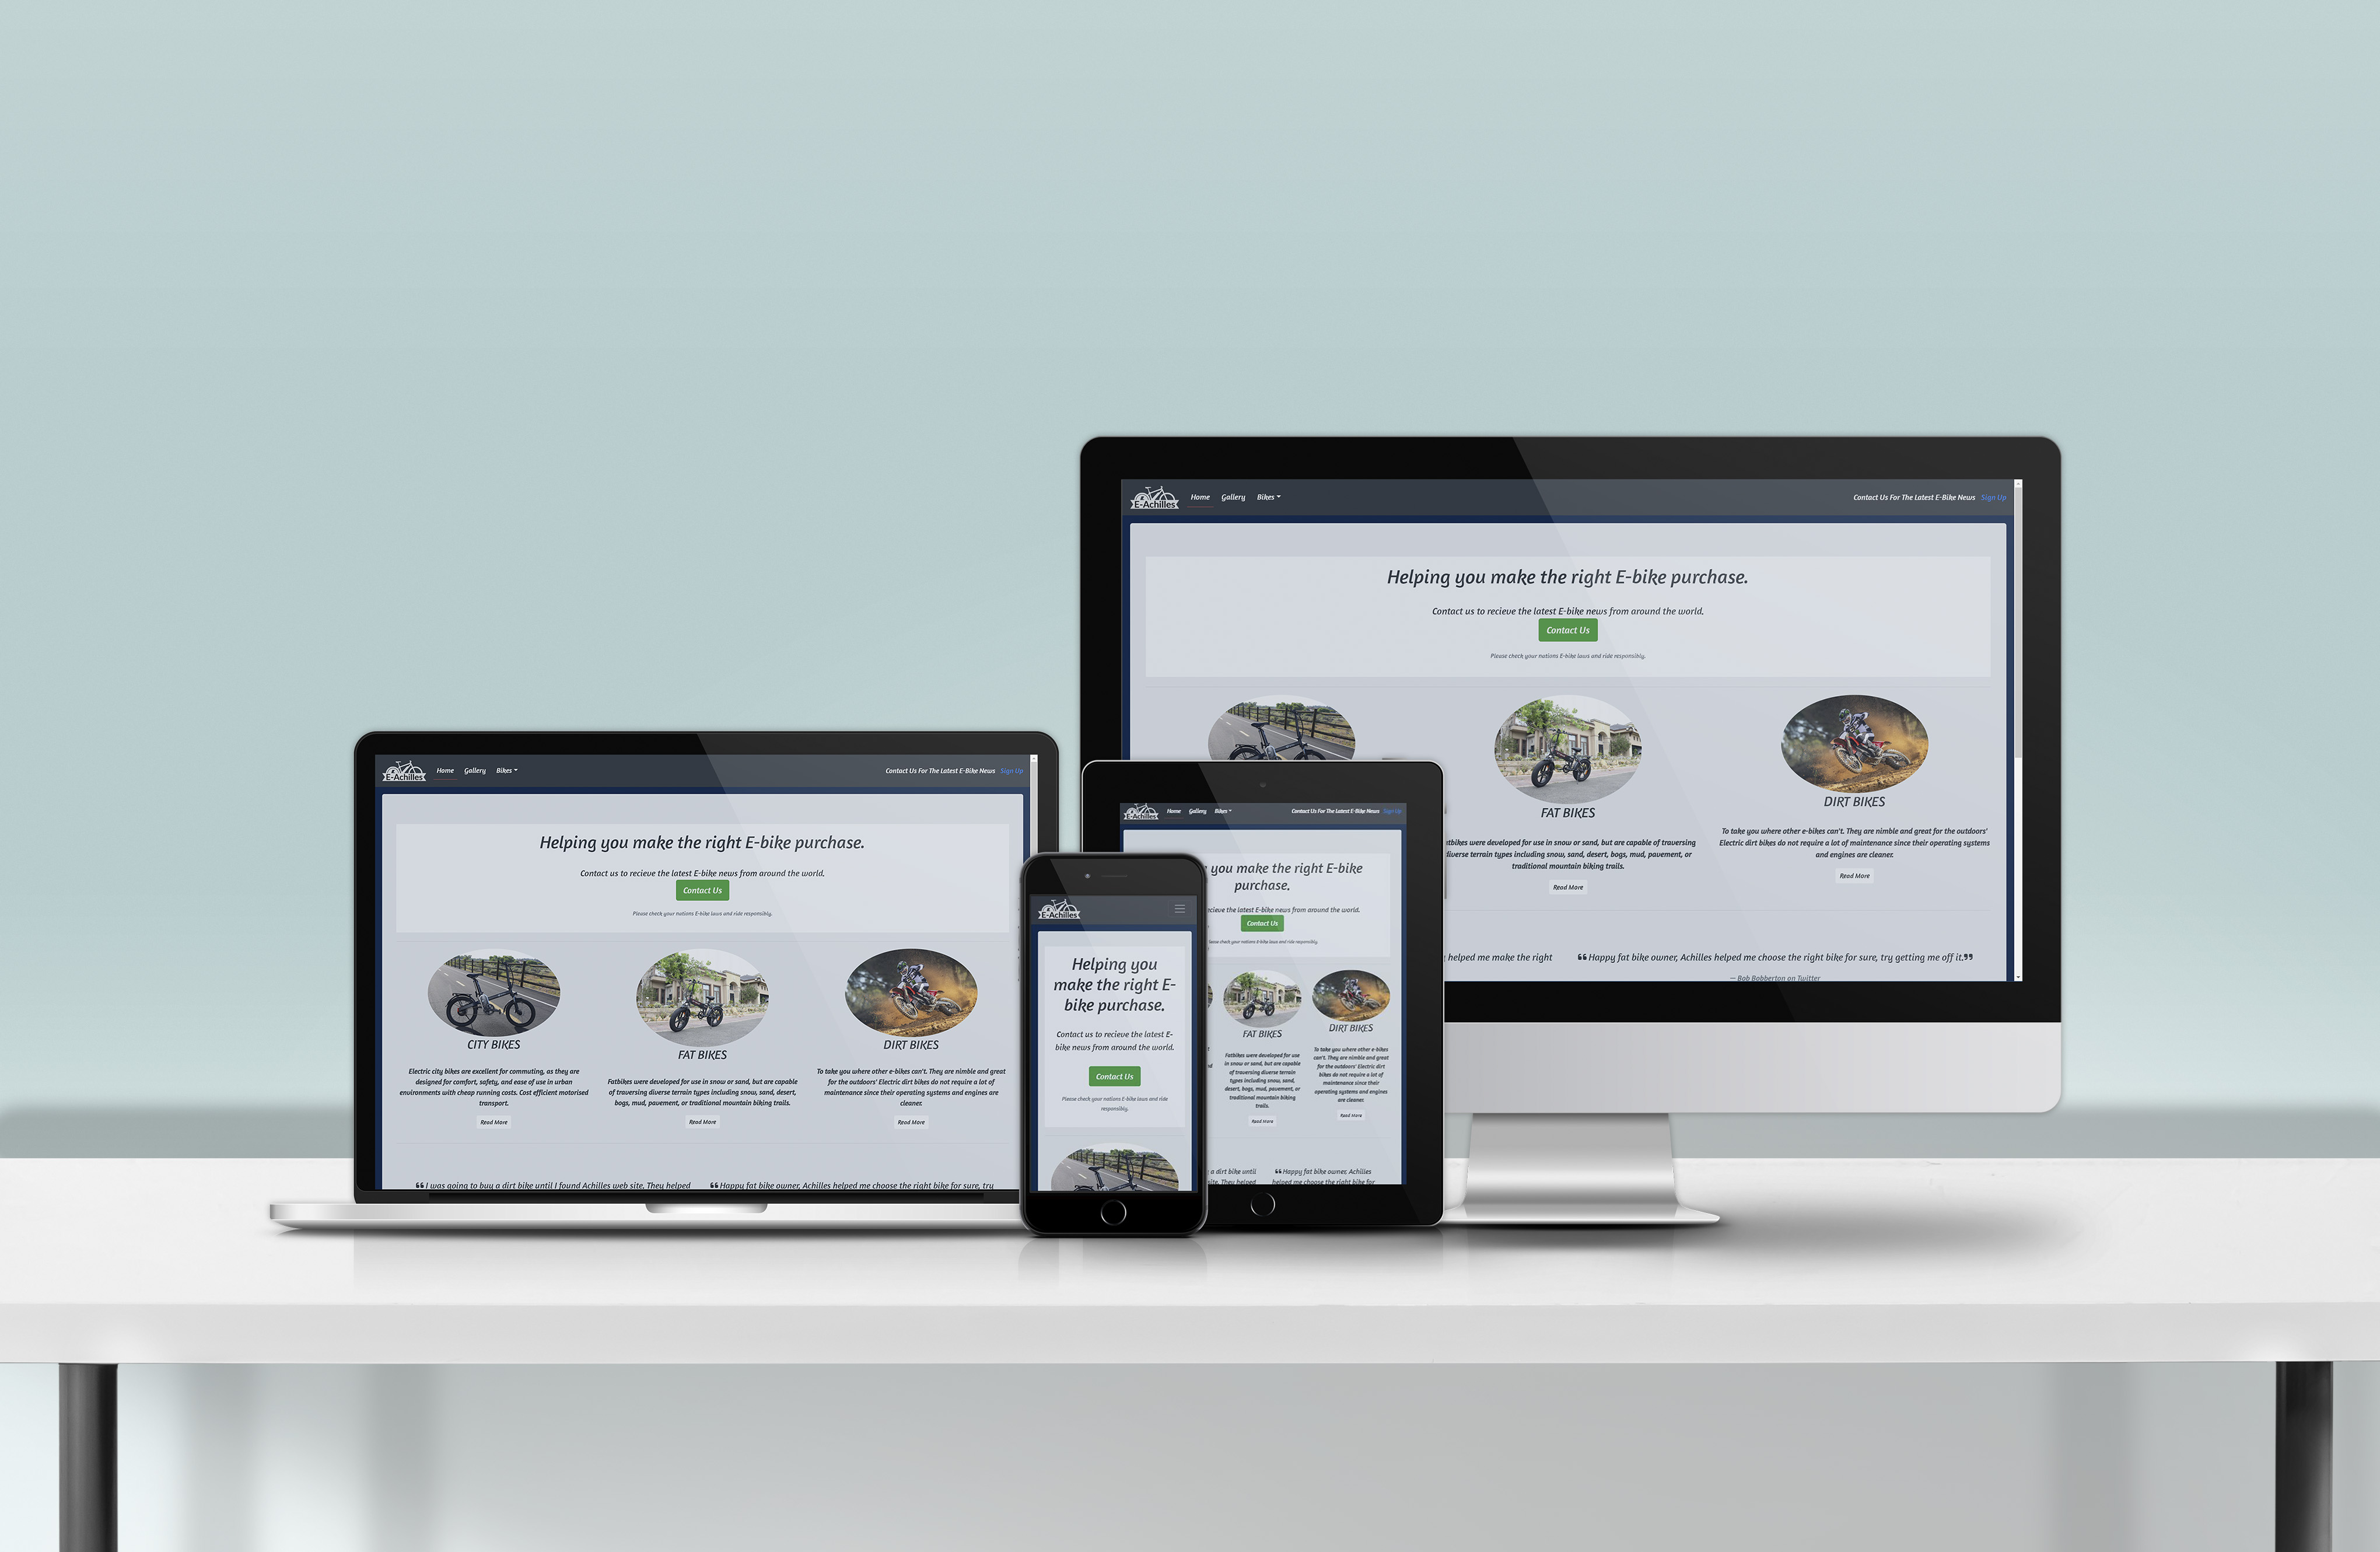 E-Achilles Home Gallery Bikes Contact Us For The Latest E-Bike News Sign Up
Helping you make the right E-bike purchase.
Contact us to recieve the latest E-bike news from around the world.
Contact Us
Please check your nations E-bike laws and ride responsibly.
FAT BIKES
DIRT BIKES
atbikes were developed for use in snow or sand, but are capable of traversing
diverse terrain types including snow, sand, desert, bogs, mud, pavement, or
traditional mountain biking trails.
Read More
To take you where other e-bikes can't. They are nimble and great for the outdoors'
Electric dirt bikes do not require a lot of maintenance since their operating systems
and engines are cleaner.
Read More
helped me make the right
❝Happy fat bike owner, Achilles helped me choose the right bike for sure, try getting me off it.❞
— Bob Bobberton on Twitter
E-Achilles Home Gallery Bikes Contact Us For The Latest E-Bike News Sign Up
Helping you make the right E-bike purchase.
Contact us to recieve the latest E-bike news from around the world.
Contact Us
Please check your nations E-bike laws and ride responsibly.
CITY BIKES
Electric city bikes are excellent for commuting, as they are
designed for comfort, safety, and ease of use in urban
environments with cheap running costs. Cost efficient motorised
transport.
Read More
FAT BIKES
Fatbikes were developed for use in snow or sand, but are capable
of traversing diverse terrain types including snow, sand, desert,
bogs, mud, pavement, or traditional mountain biking trails.
Read More
DIRT BIKES
To take you where other e-bikes can't. They are nimble and great
for the outdoors' Electric dirt bikes do not require a lot of
maintenance since their operating systems and engines are
cleaner.
Read More
❝I was going to buy a dirt bike until I found Achilles web site. They helped
❝Happy fat bike owner, Achilles helped me choose the right bike for sure, try
E-Achilles
Helping you
make the right E-
bike purchase.
Contact us to recieve the latest E-
bike news from around the world.
Contact Us
Please check your nations E-bike laws and ride
responsibly.
E-Achilles Home Gallery Bikes Contact Us For The Latest E-Bike News Sign Up
you make the right E-bike
purchase.
recieve the latest E-bike news from around the world.
Contact Us
check your nations E-bike laws and ride responsibly.
FAT BIKES
Fatbikes were developed for use
in snow or sand, but are capable
of traversing diverse terrain
types including snow, sand,
desert, bogs, mud, pavement, or
traditional mountain biking
trails.
Read More
DIRT BIKES
To take you where other e-bikes
can't. They are nimble and great
for the outdoors' Electric dirt
bikes do not require a lot of
maintenance since their
operating systems and engines
are cleaner.
Read More
a dirt bike until
site. They helped
❝Happy fat bike owner, Achilles
helped me choose the right bike for